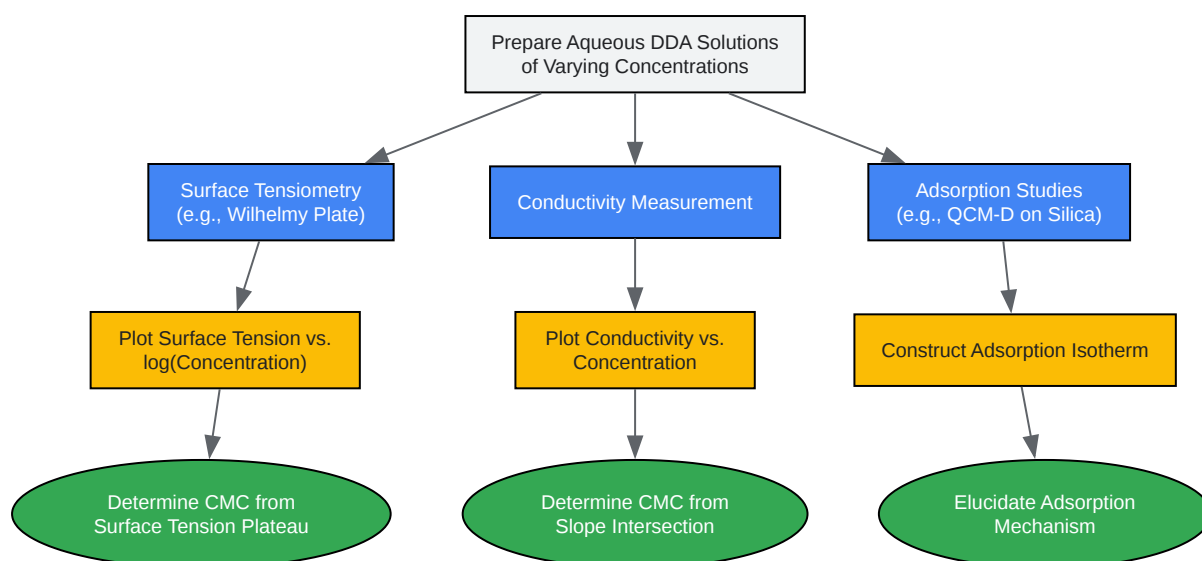 Prepare Aqueous DDA Solutions
of Varying Concentrations
Surface Tensiometry
(e.g., Wilhelmy Plate)
Conductivity Measurement
Adsorption Studies
(e.g., QCM-D on Silica)
Plot Surface Tension vs.
log(Concentration)
Plot Conductivity vs.
Concentration
Construct Adsorption Isotherm
Determine CMC from
Surface Tension Plateau
Determine CMC from
Slope Intersection
Elucidate Adsorption
Mechanism